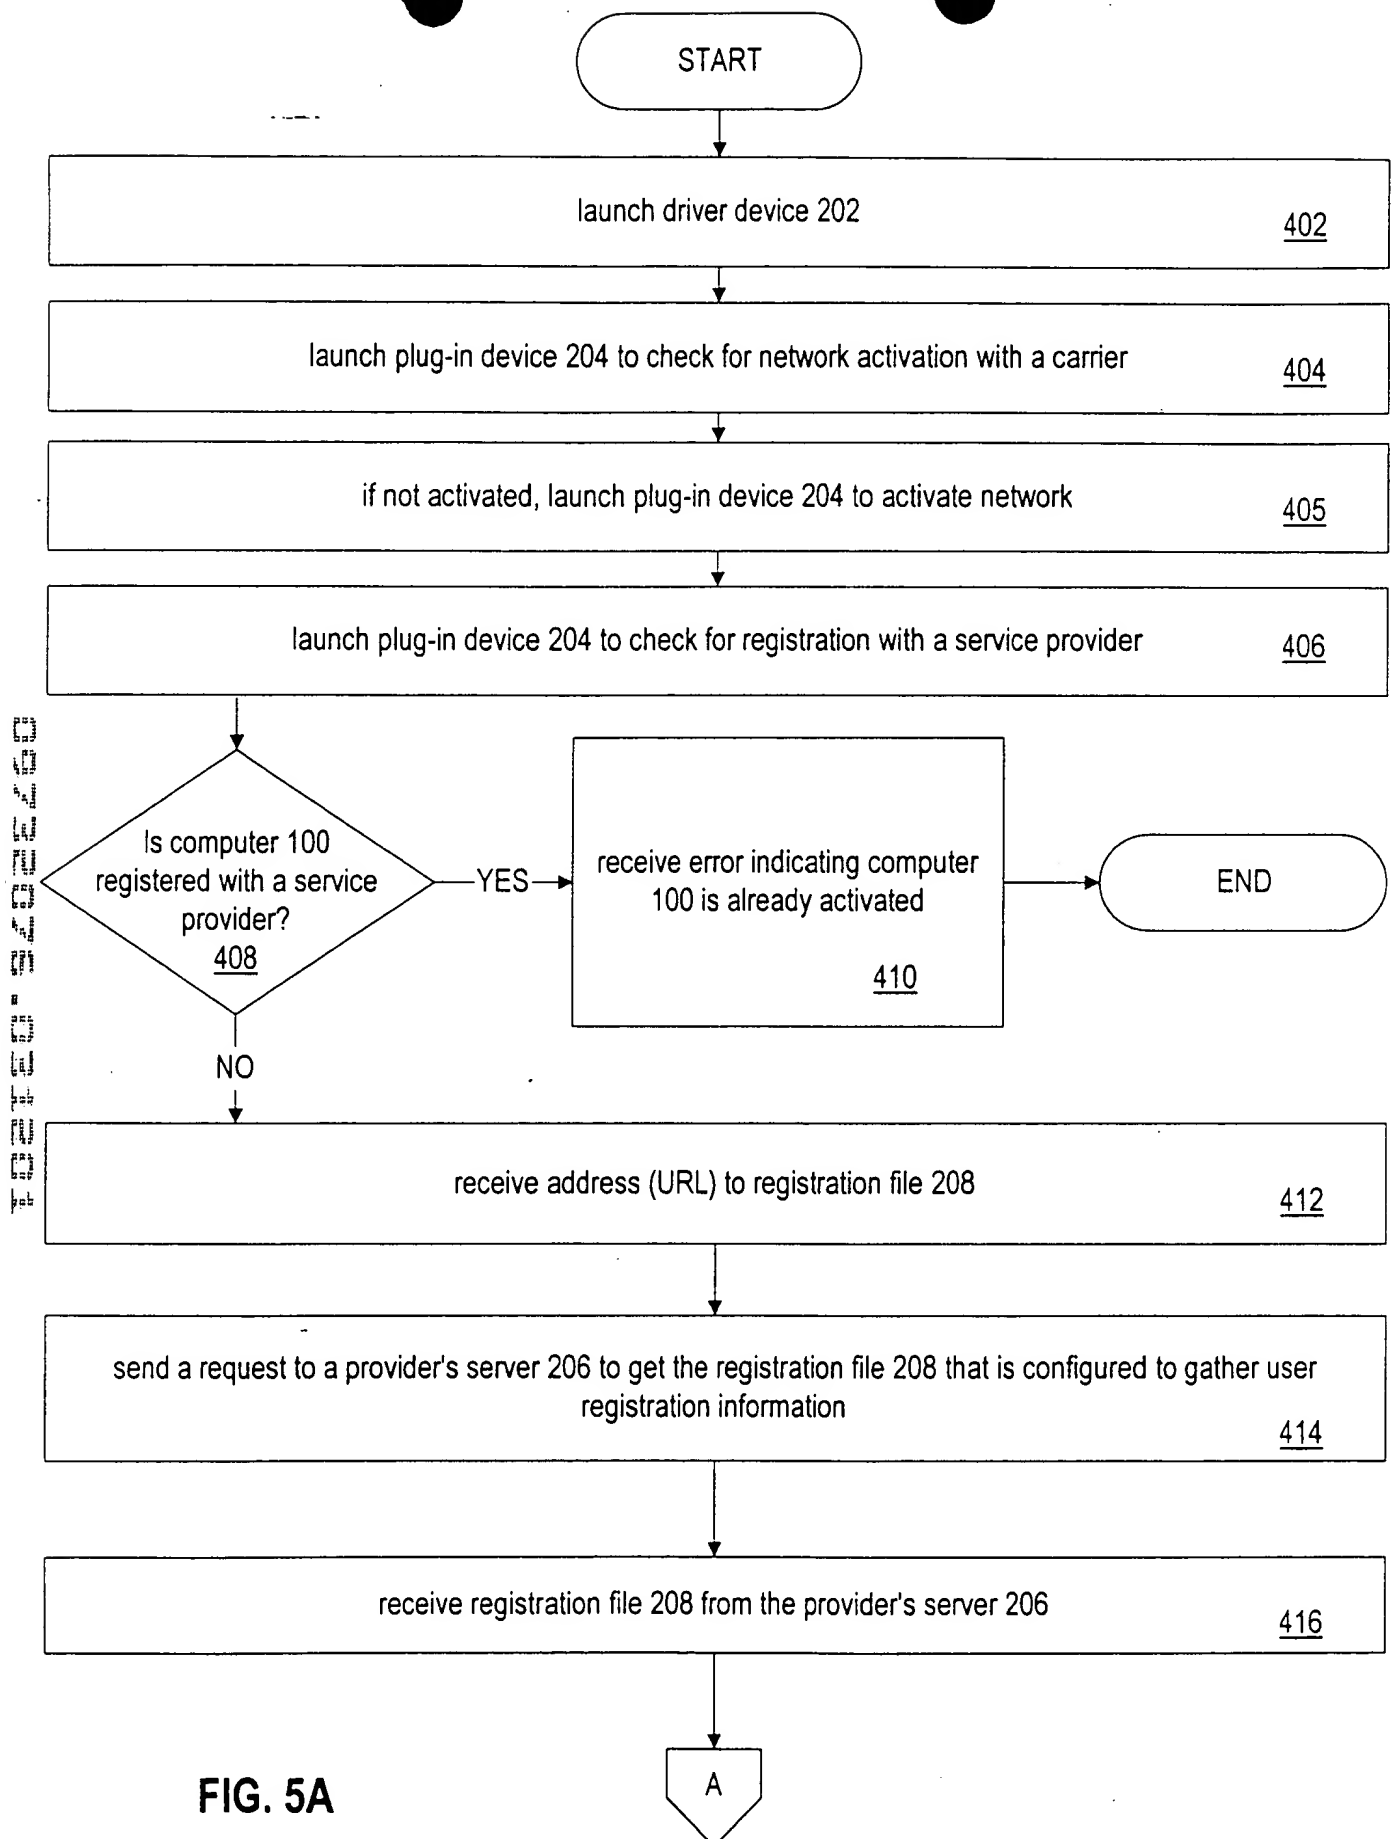 START
launch driver device 202
402
launch plug-in device 204 to check for network activation with a carrier
404
if not activated, launch plug-in device 204 to activate network
405
launch plug-in device 204 to check for registration with a service provider
406
Is computer 100
registered with a service
provider?
408
YES
receive error indicating computer
100 is already activated
410
END
NO
receive address (URL) to registration file 208
412
send a request to a provider's server 206 to get the registration file 208 that is configured to gather user
registration information
414
receive registration file 208 from the provider's server 206
416
A
FIG. 5A